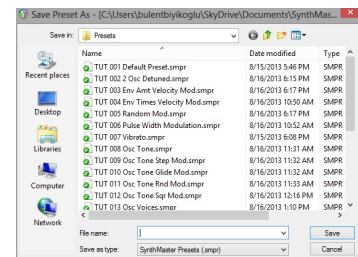 Save Preset As - [C:\Users\bulentbiyikoglu\SkyDrive\Documents\SynthMas...
Save in: Presets
Name Date modified Type
TUT 001 Default Preset.smpr 8/15/2013 5:46 PM SMPR
TUT 002 2 Osc Detuned.smpr 8/16/2013 6:15 PM SMPR
TUT 003 Env Amt Velocity Mod.smpr 8/16/2013 6:17 PM SMPR
TUT 004 Env Times Velocity Mod.smpr 8/16/2013 10:50 AM SMPR
TUT 005 Random Mod.smpr 8/16/2013 6:17 PM SMPR
TUT 006 Pulse Width Modulation.smpr 8/16/2013 10:52 AM SMPR
TUT 007 Vibrato.smpr 8/15/2013 6:08 PM SMPR
TUT 008 Osc Tone.smpr 8/16/2013 11:31 AM SMPR
TUT 009 Osc Tone Step Mod.smpr 8/16/2013 11:32 AM SMPR
TUT 010 Osc Tone Glide Mod.smpr 8/16/2013 11:32 AM SMPR
TUT 011 Osc Tone Rnd Mod.smpr 8/16/2013 11:33 AM SMPR
TUT 012 Osc Tone Sqr Mod.smpr 8/16/2013 12:16 PM SMPR
TUT 013 Osc Voices.smpr 8/16/2013 1:10 PM SMPR
Recent places
Desktop
Libraries
Computer
Network
File name: Save
Save as type: SynthMaster Presets (.smpr) Cancel